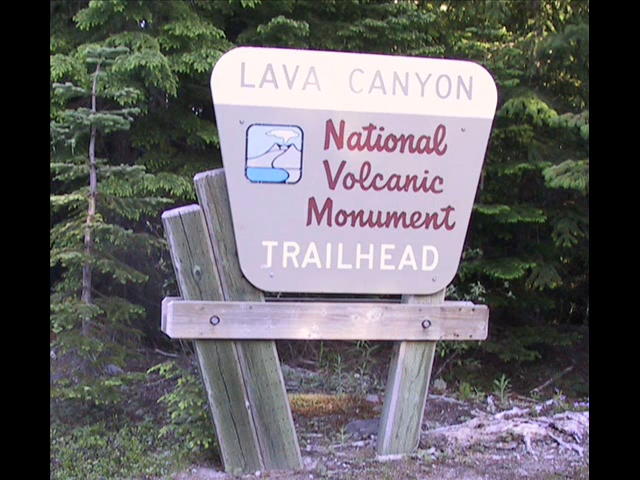 LAVA CANYON
National
Volcanic
Monument
TRAILHEAD